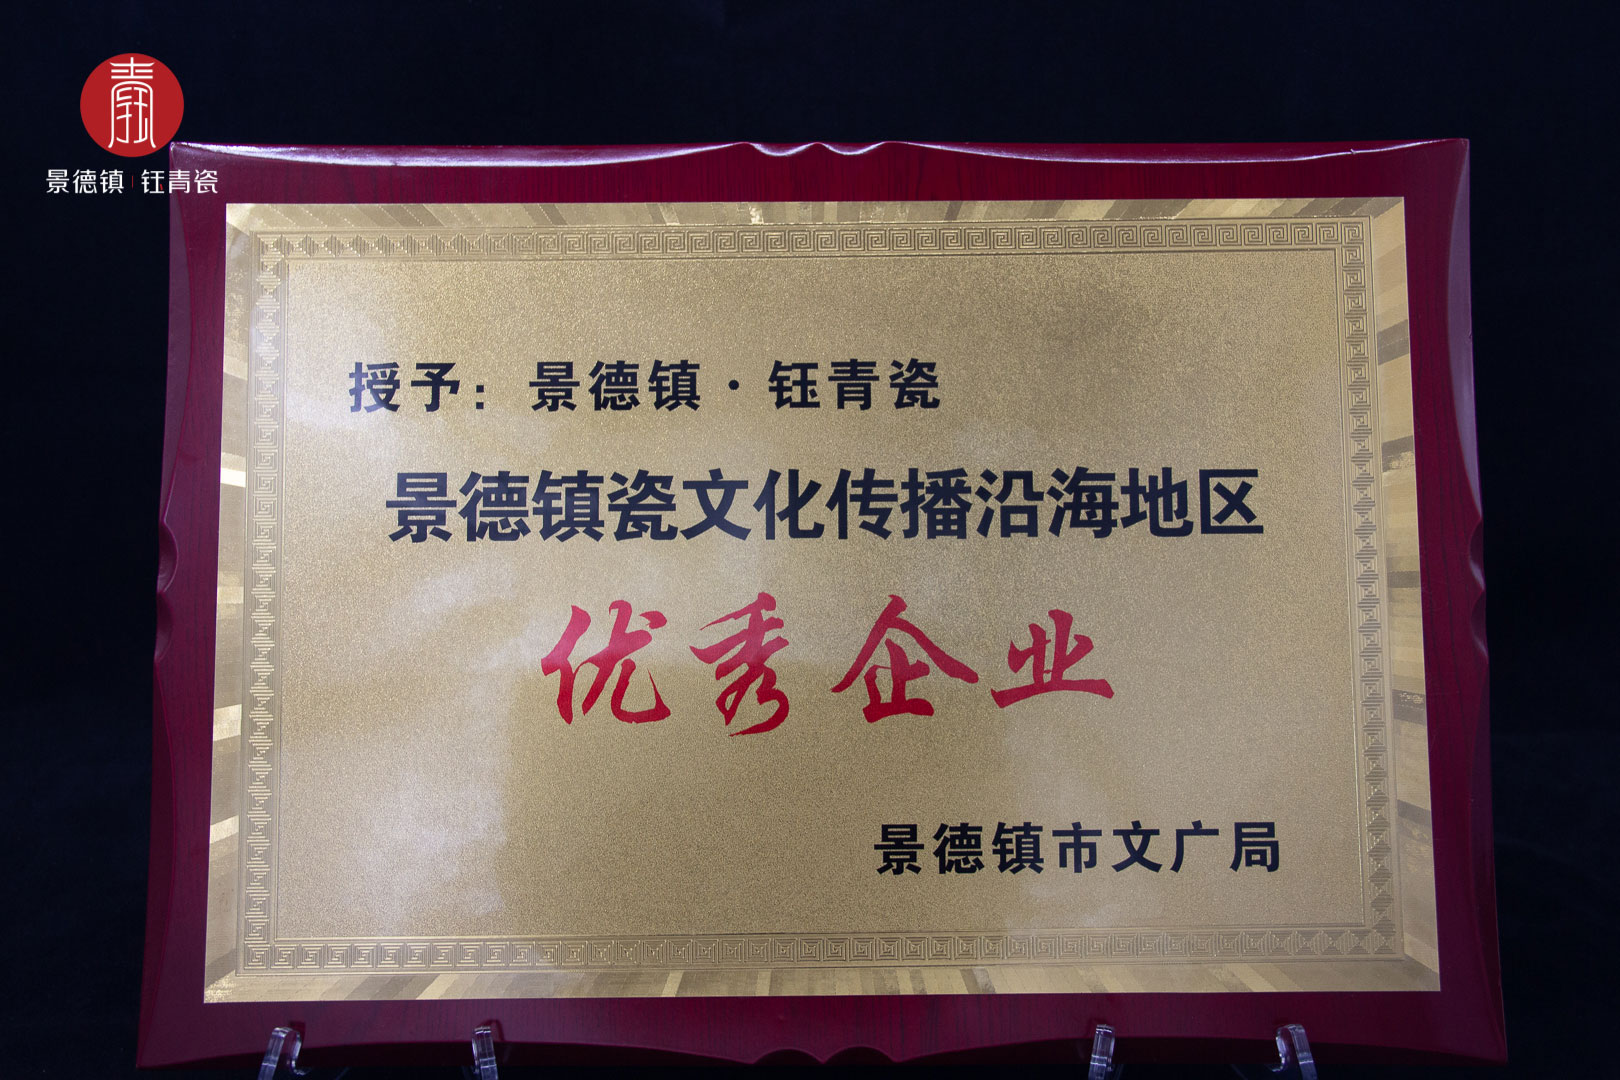 景德镇 钰青瓷
授予：景德镇·钰青瓷
景德镇瓷文化传播沿海地区
优秀企业
景德镇市文广局